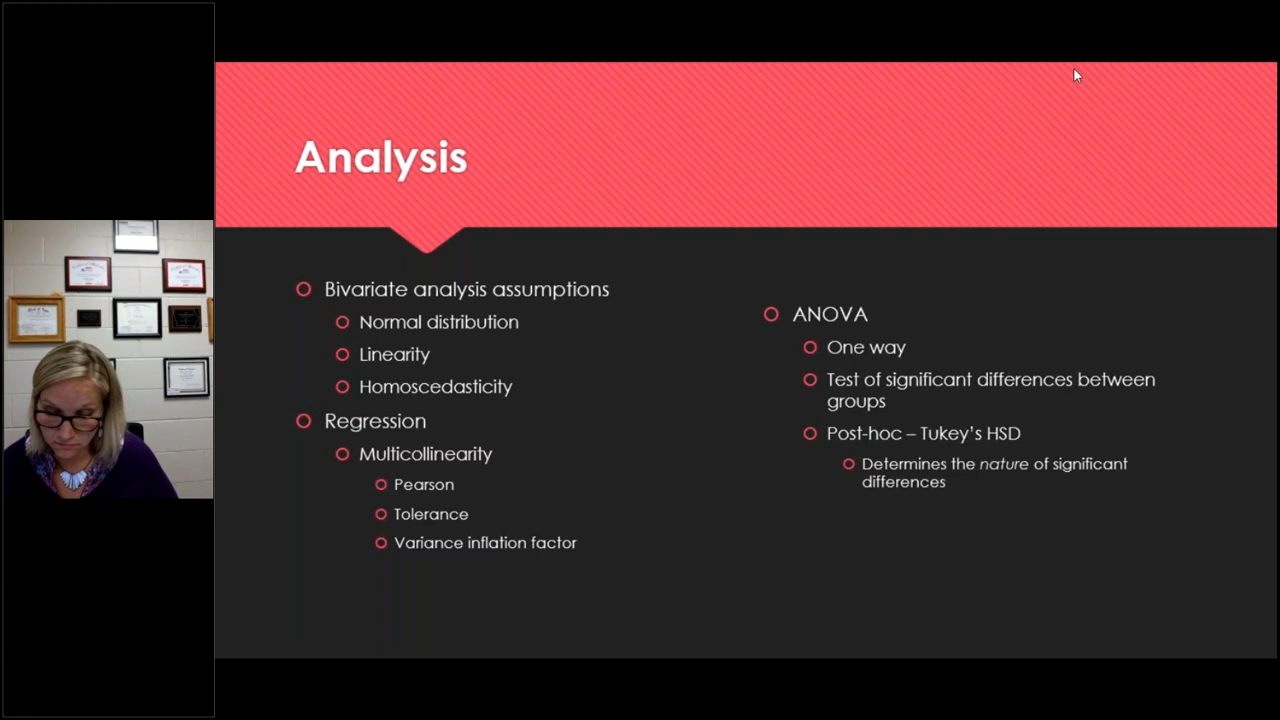 Analysis
Bivariate analysis assumptions
Normal distribution
Linearity
Homoscedasticity
Regression
Multicollinearity
Pearson
Tolerance
Variance inflation factor
ANOVA
One way
Test of significant differences between
groups
Post-hoc – Tukey's HSD
Determines the nature of significant
differences